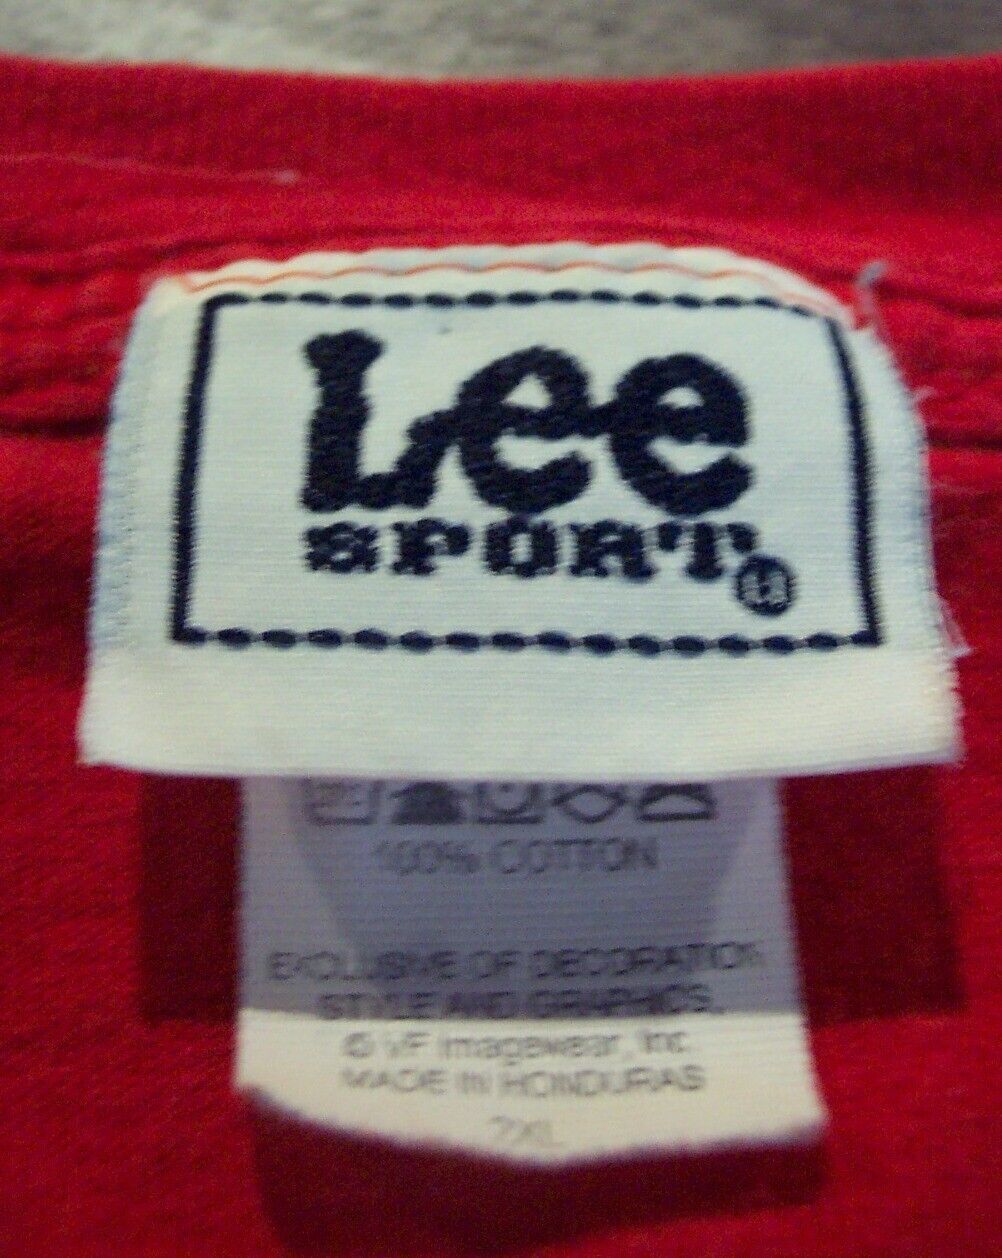 Lee
SPORT
100% COTTON
EXCLUSIVE OF DECORATION
STYLE AND GRAPHICS.
© VF Imagewear, Inc
MADE IN HONDURAS
2XL